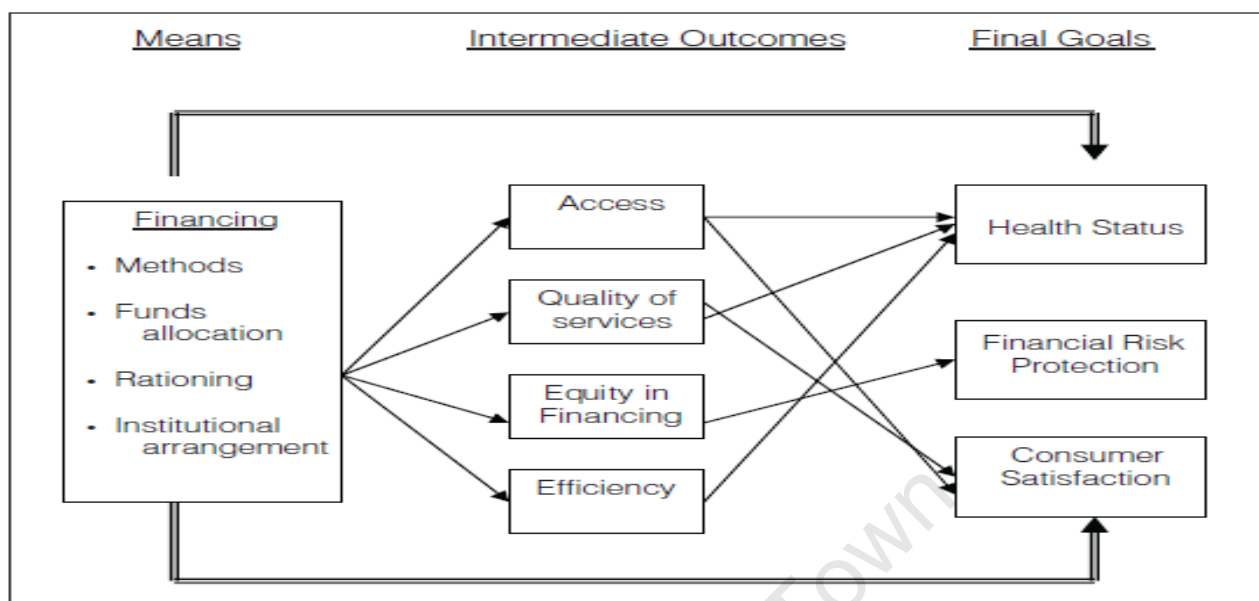 Means
Intermediate Outcomes
Final Goals
Financing
• Methods
• Funds
allocation
• Rationing
• Institutional
arrangement
Access
Quality of
services
Equity in
Financing
Efficiency
Health Status
Financial Risk
Protection
Consumer
Satisfaction
Town